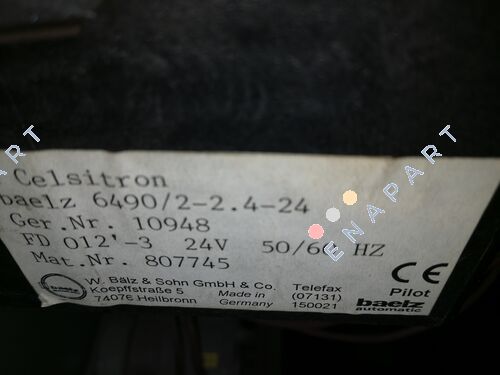 Celsitron
baelz 6490/2-2.4-24
Ger.Nr. 10948
FD 012'-3 24V 50/60 HZ
Mat.Nr. 807745
W. Bälz & Sohn GmbH & Co.
Koepffstraße 5
74076 Heilbronn
Made in
Germany
Telefax
(07131)
150021
CE
Pilot
baelz
automatic
ENAPART
ART